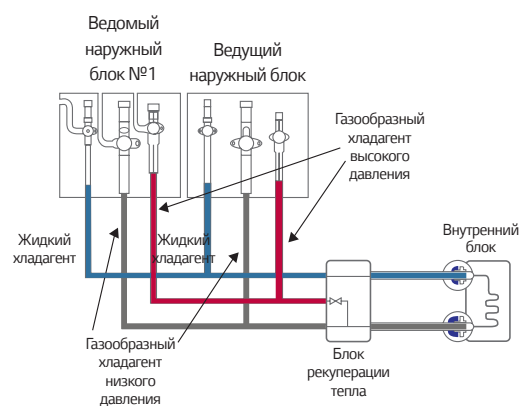 Ведомый
наружный
блок №1
Ведущий
наружный блок
Газообразный
хладагент
высокого
давления
Жидкий
хладагент
Жидкий
хладагент
Внутренний
блок
Газообразный
хладагент
низкого
давления
Блок
рекуперации
тепла